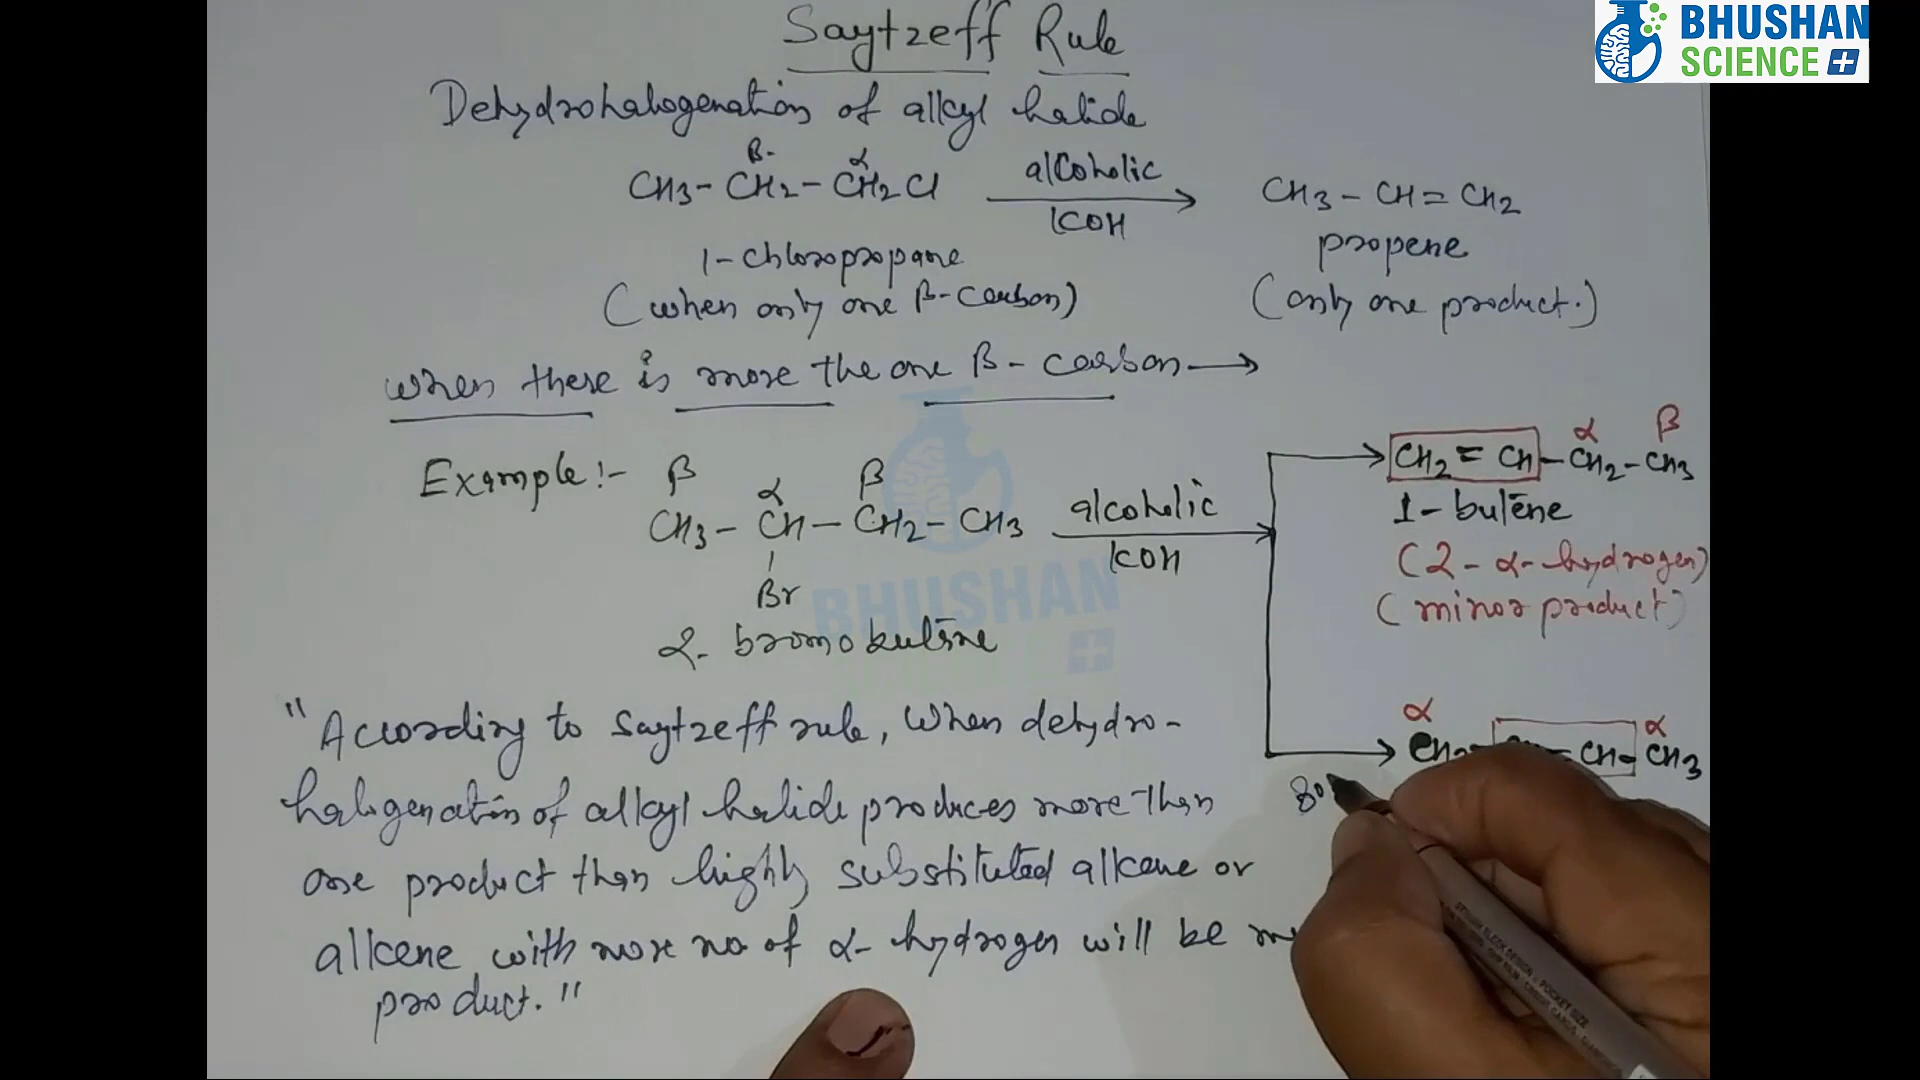 Saytzeff Rule
BHUSHAN
SCIENCE +
Dehydrohalogenation of alkyl halide
β- α
CH3 - CH2 - CH2Cl alcoholic KOH CH3 - CH = CH2
1-chloropropane propene
(when only one β-carbon) (only one product.)
when there is more the one β - carbon →
Example :- β α β
CH3 - CH - CH2 - CH3 alcoholic KOH
Br
2- bromo
α β
CH2 = CH - CH2 - CH3
1 - butene
(2 - α - hydrogen)
(minor product)
α α
CH - CH3
80
BHUSHAN
"According to Saytzeff rule, when dehydro-
halogenation of alkyl halide produces more than
one product than highly substituted alkene or
alkene with more no of α- hydrogen will be
product."